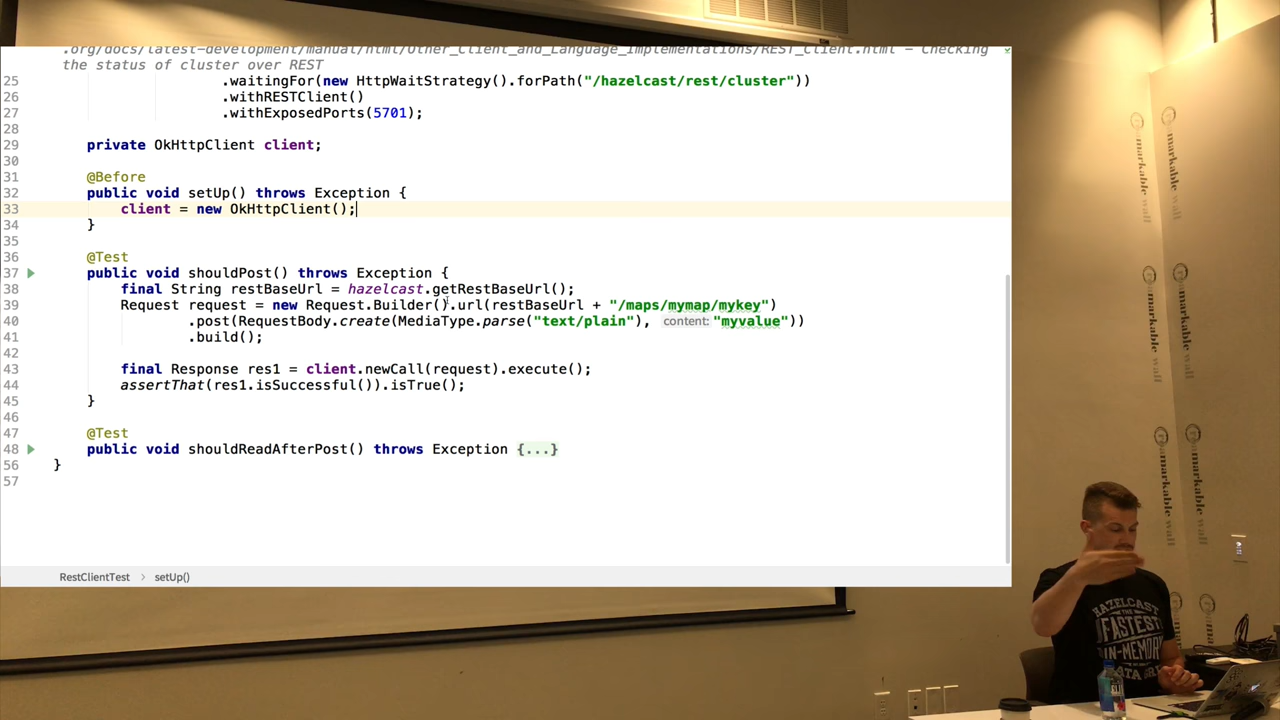 .org/docs/latest-development/manual/html/Other_Client_and_Language_Implementations/REST_Client.html - Checking
the status of cluster over REST
25 .waitingFor(new HttpWaitStrategy().forPath("/hazelcast/rest/cluster"))
26 .withRESTClient()
27 .withExposedPorts(5701);
28
29 private OkHttpClient client;
30
31 @Before
32 public void setUp() throws Exception {
33 client = new OkHttpClient();
34 }
35
36 @Test
37 public void shouldPost() throws Exception {
38 final String restBaseUrl = hazelcast.getRestBaseUrl();
39 Request request = new Request.Builder().url(restBaseUrl + "/maps/mymap/mykey")
40 .post(RequestBody.create(MediaType.parse("text/plain"), content: "myvalue"))
41 .build();
42
43 final Response res1 = client.newCall(request).execute();
44 assertThat(res1.isSuccessful()).isTrue();
45 }
46
47 @Test
48 public void shouldReadAfterPost() throws Exception {...}
56 }
57
RestClientTest > setUp()
markable
wall
markable
wall
markable
markable
markable
markable
HAZELCAST
THE
FASTEST
IN-MEMORY
DATA